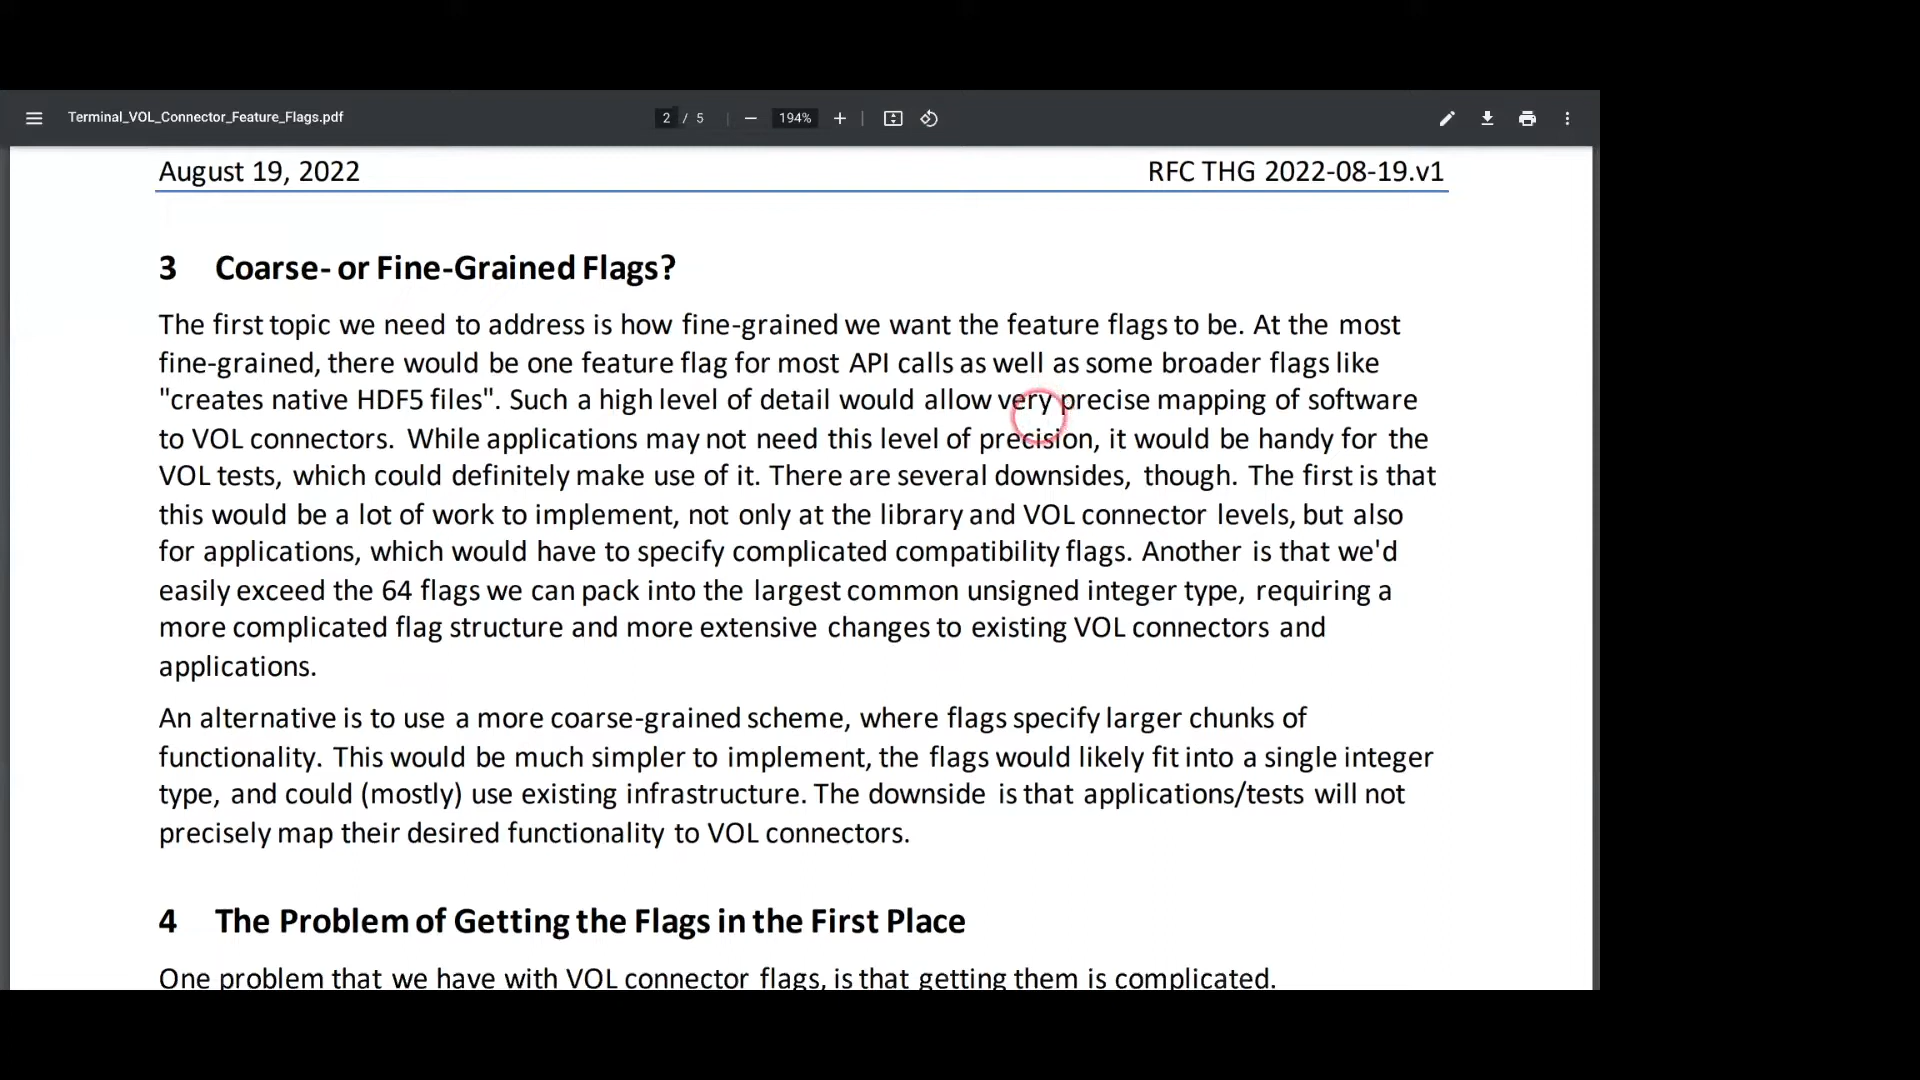 Terminal_VOL_Connector_Feature_Flags.pdf 2 / 5 194%
August 19, 2022 RFC THG 2022-08-19.v1
3 Coarse- or Fine-Grained Flags?
The first topic we need to address is how fine-grained we want the feature flags to be. At the most
fine-grained, there would be one feature flag for most API calls as well as some broader flags like
"creates native HDF5 files". Such a high level of detail would allow very precise mapping of software
to VOL connectors. While applications may not need this level of precision, it would be handy for the
VOL tests, which could definitely make use of it. There are several downsides, though. The first is that
this would be a lot of work to implement, not only at the library and VOL connector levels, but also
for applications, which would have to specify complicated compatibility flags. Another is that we'd
easily exceed the 64 flags we can pack into the largest common unsigned integer type, requiring a
more complicated flag structure and more extensive changes to existing VOL connectors and
applications.
An alternative is to use a more coarse-grained scheme, where flags specify larger chunks of
functionality. This would be much simpler to implement, the flags would likely fit into a single integer
type, and could (mostly) use existing infrastructure. The downside is that applications/tests will not
precisely map their desired functionality to VOL connectors.
4 The Problem of Getting the Flags in the First Place
One problem that we have with VOL connector flags, is that getting them is complicated.